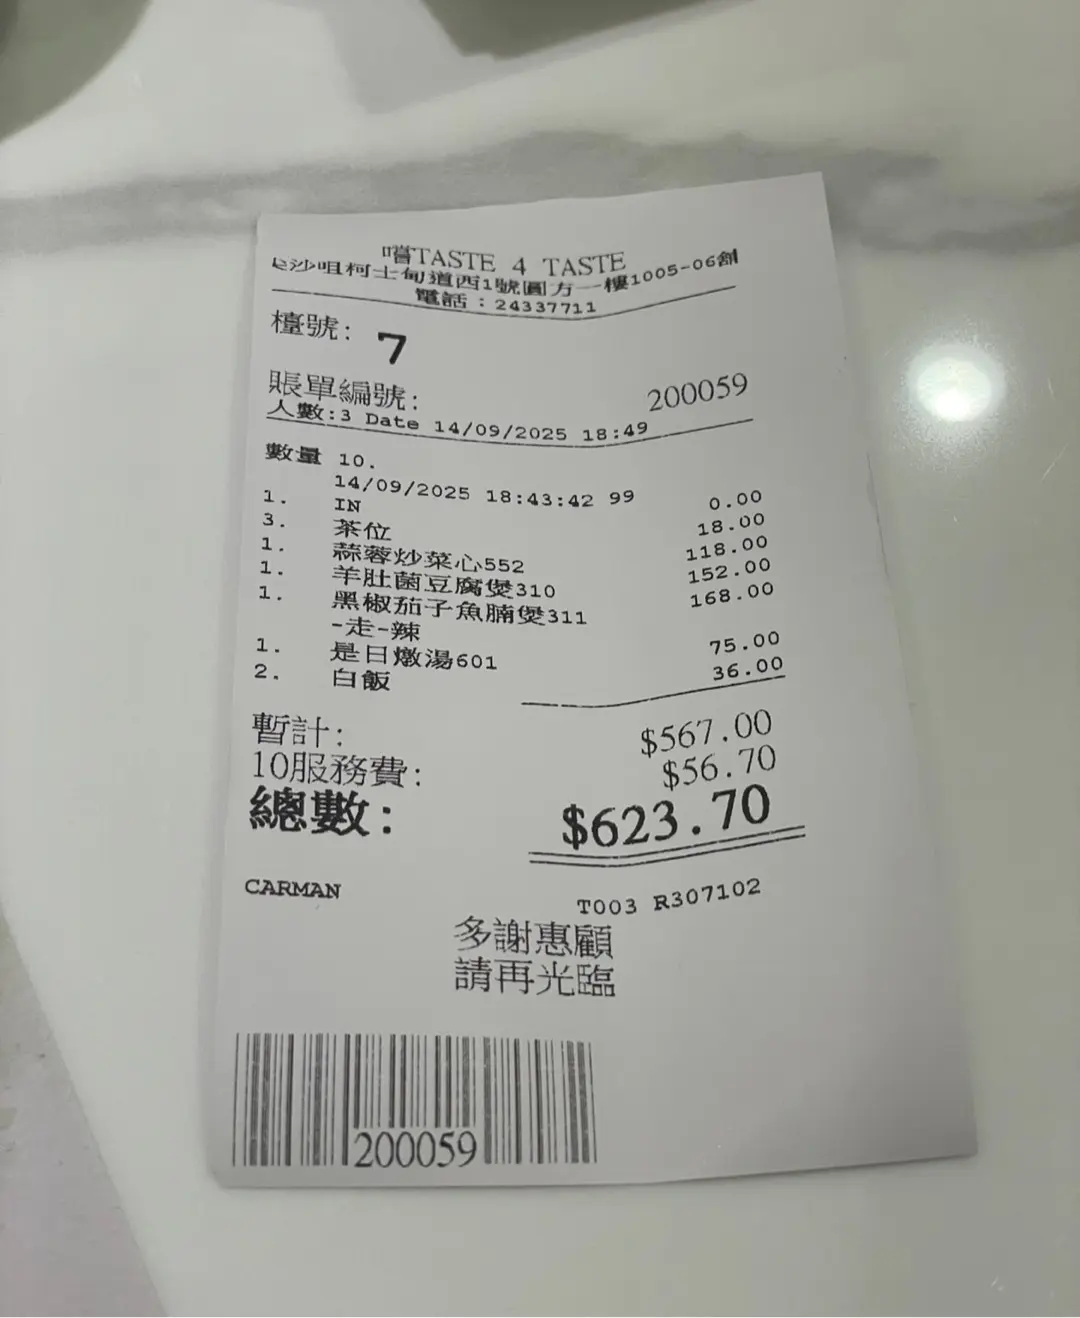 嚐TASTE 4 TASTE
尖沙咀柯士甸道西1號圓方一樓1005-06舖
電話：24337711
檯號： 7
賬單編號： 200059
人數：3 Date 14/09/2025 18:49
數量 10.
14/09/2025 18:43:42 99
1. IN 0.00
3. 茶位 18.00
1. 蒜蓉炒菜心552 118.00
1. 羊肚菌豆腐煲310 152.00
1. 黑椒茄子魚腩煲311 168.00
-走-辣
1. 是日燉湯601 75.00
2. 白飯 36.00
暫計： $567.00
10服務費： $56.70
總數： $623.70
CARMAN T003 R307102
多謝惠顧
請再光臨
200059